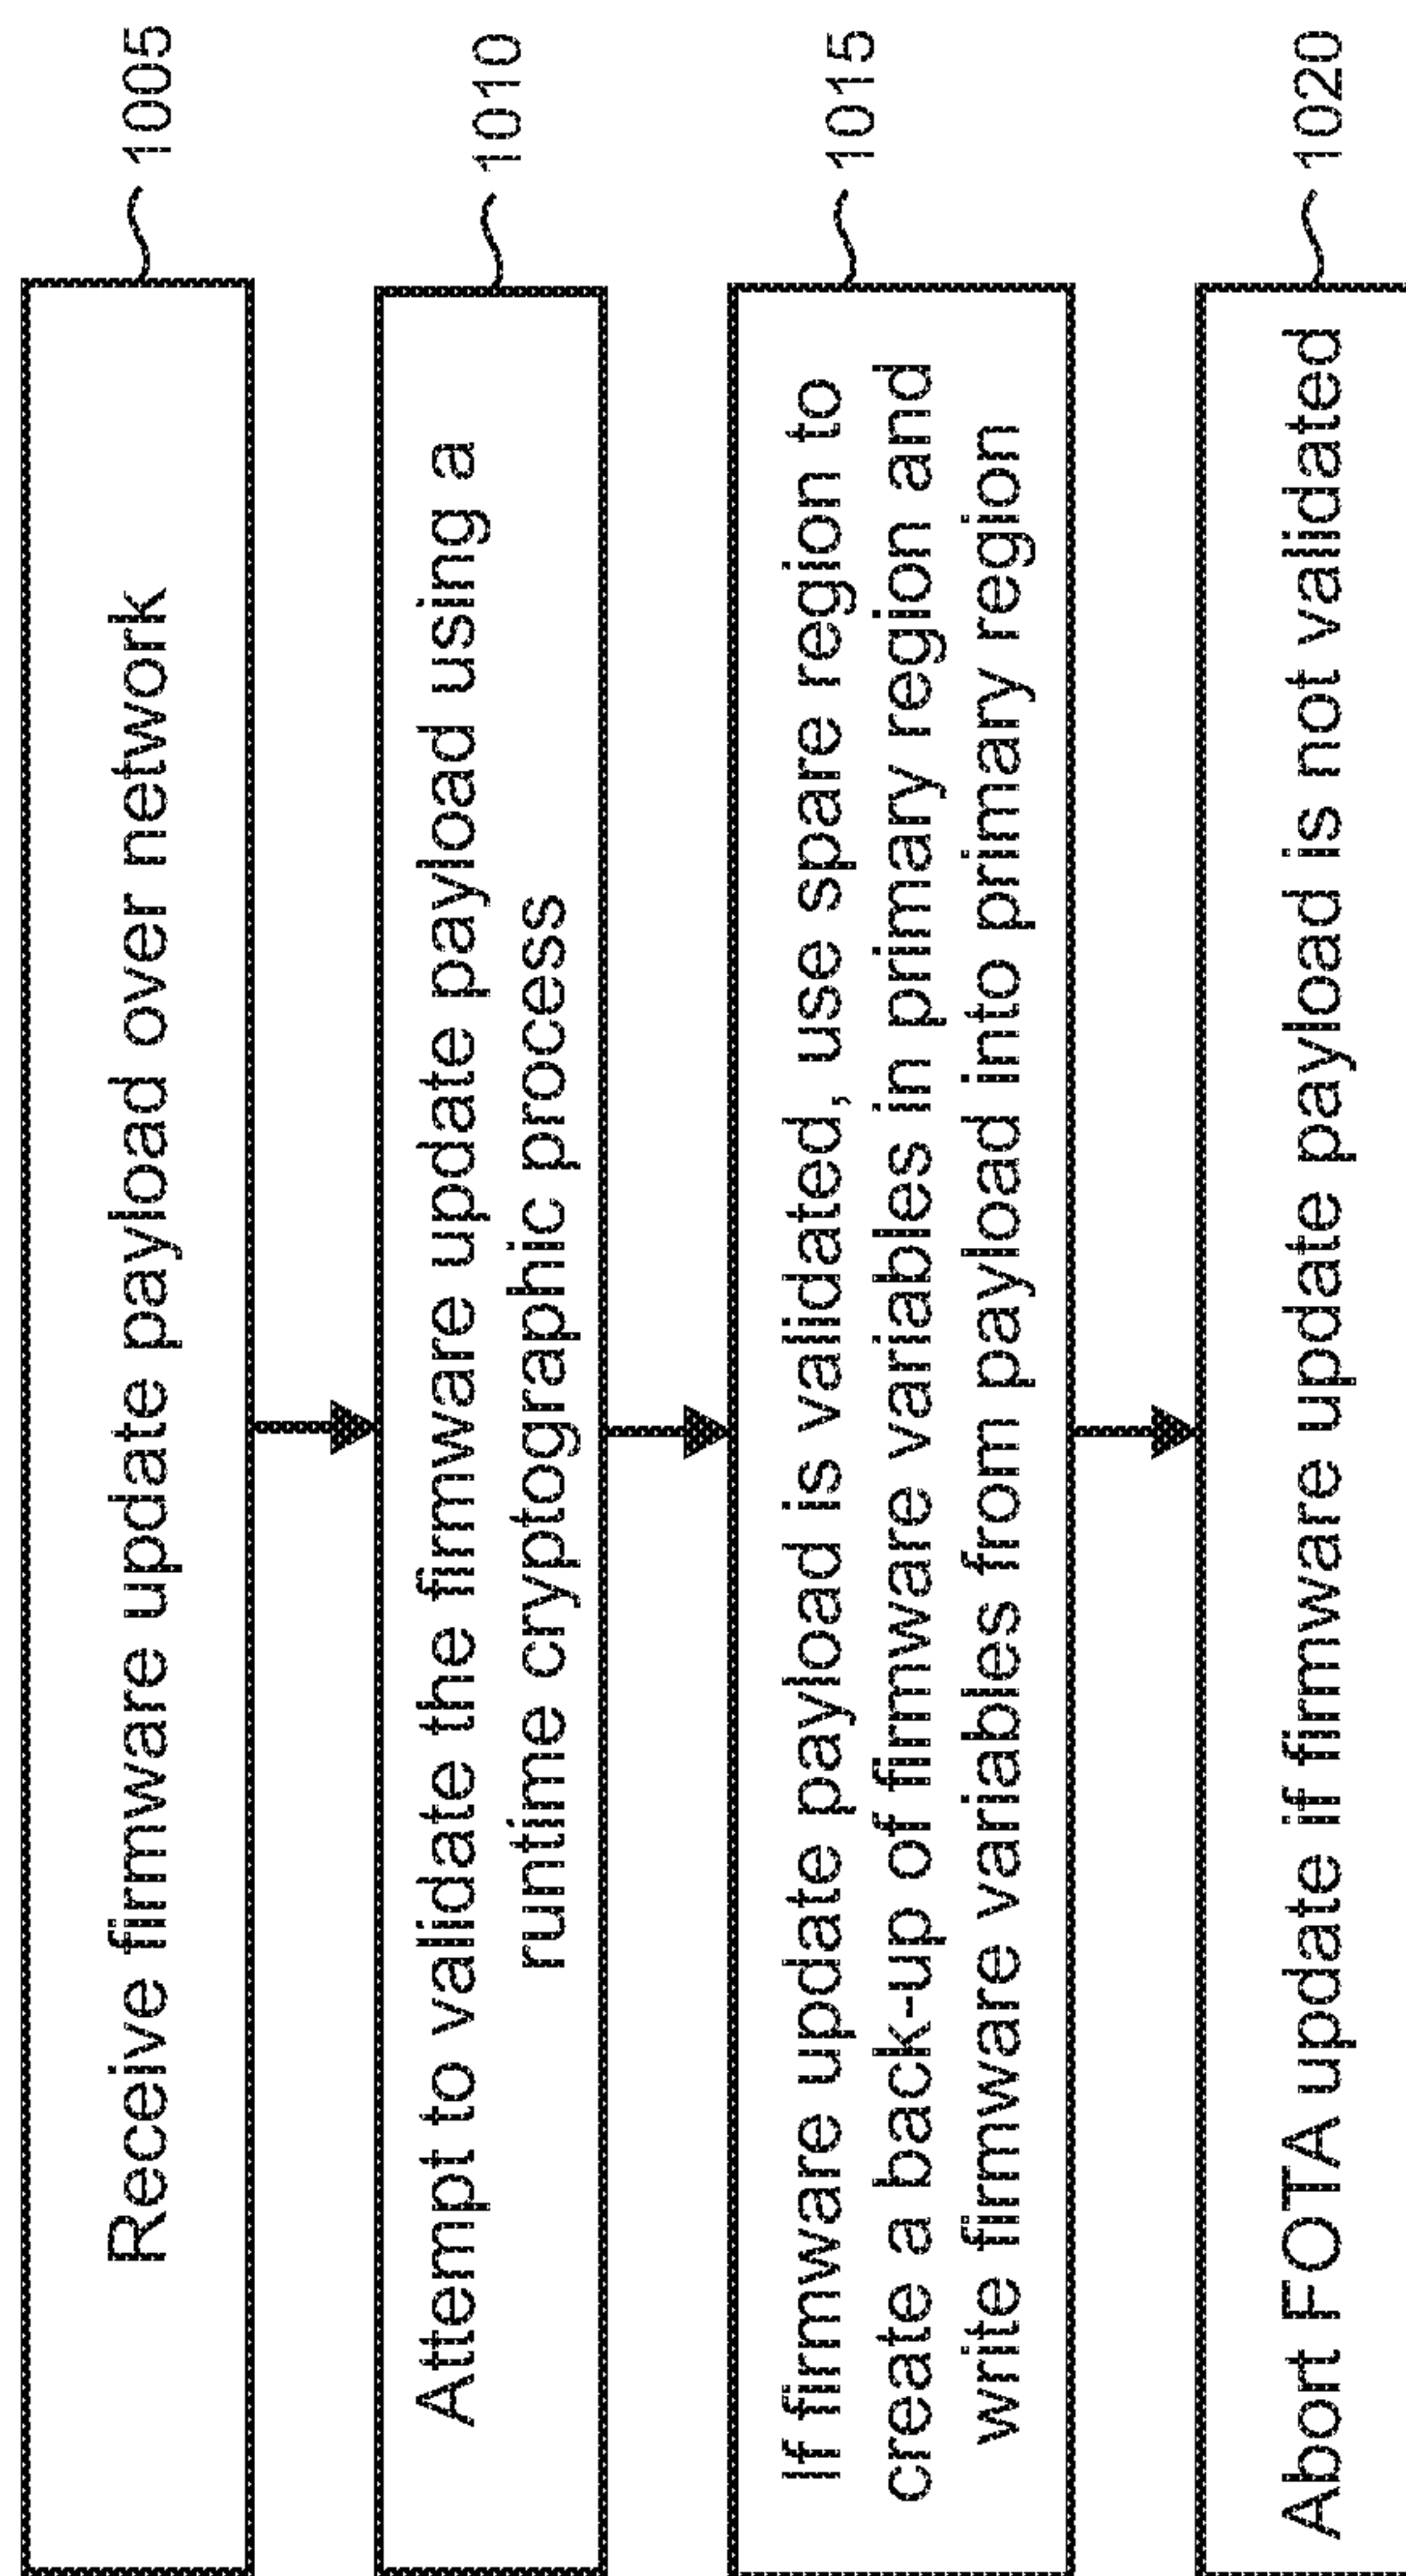 Receive firmware update payload over network
1005
Attempt to validate the firmware update payload using a
runtime cryptographic process
1010
If firmware update payload is validated, use spare region to
create a back-up of firmware variables in primary region and
write firmware variables from payload into primary region
1015
Abort FOTA update if firmware update payload is not validated
1020